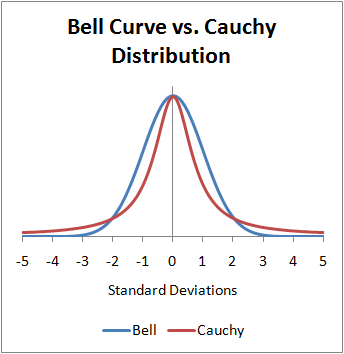 Bell Curve vs. Cauchy
Distribution
-5 -4 -3 -2 -1 0 1 2 3 4 5
Standard Deviations
Bell Cauchy